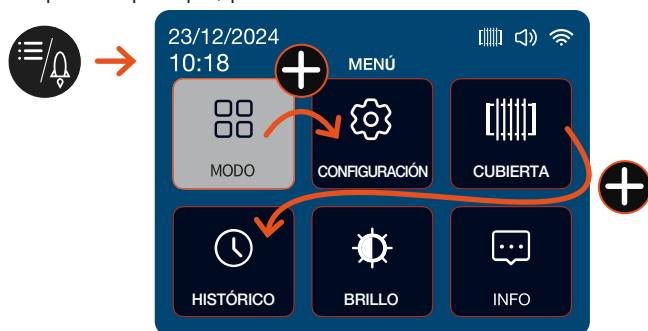 23/12/2024
10:18
MENÚ
MODO
CONFIGURACIÓN
CUBIERTA
HISTÓRICO
BRILLO
INFO